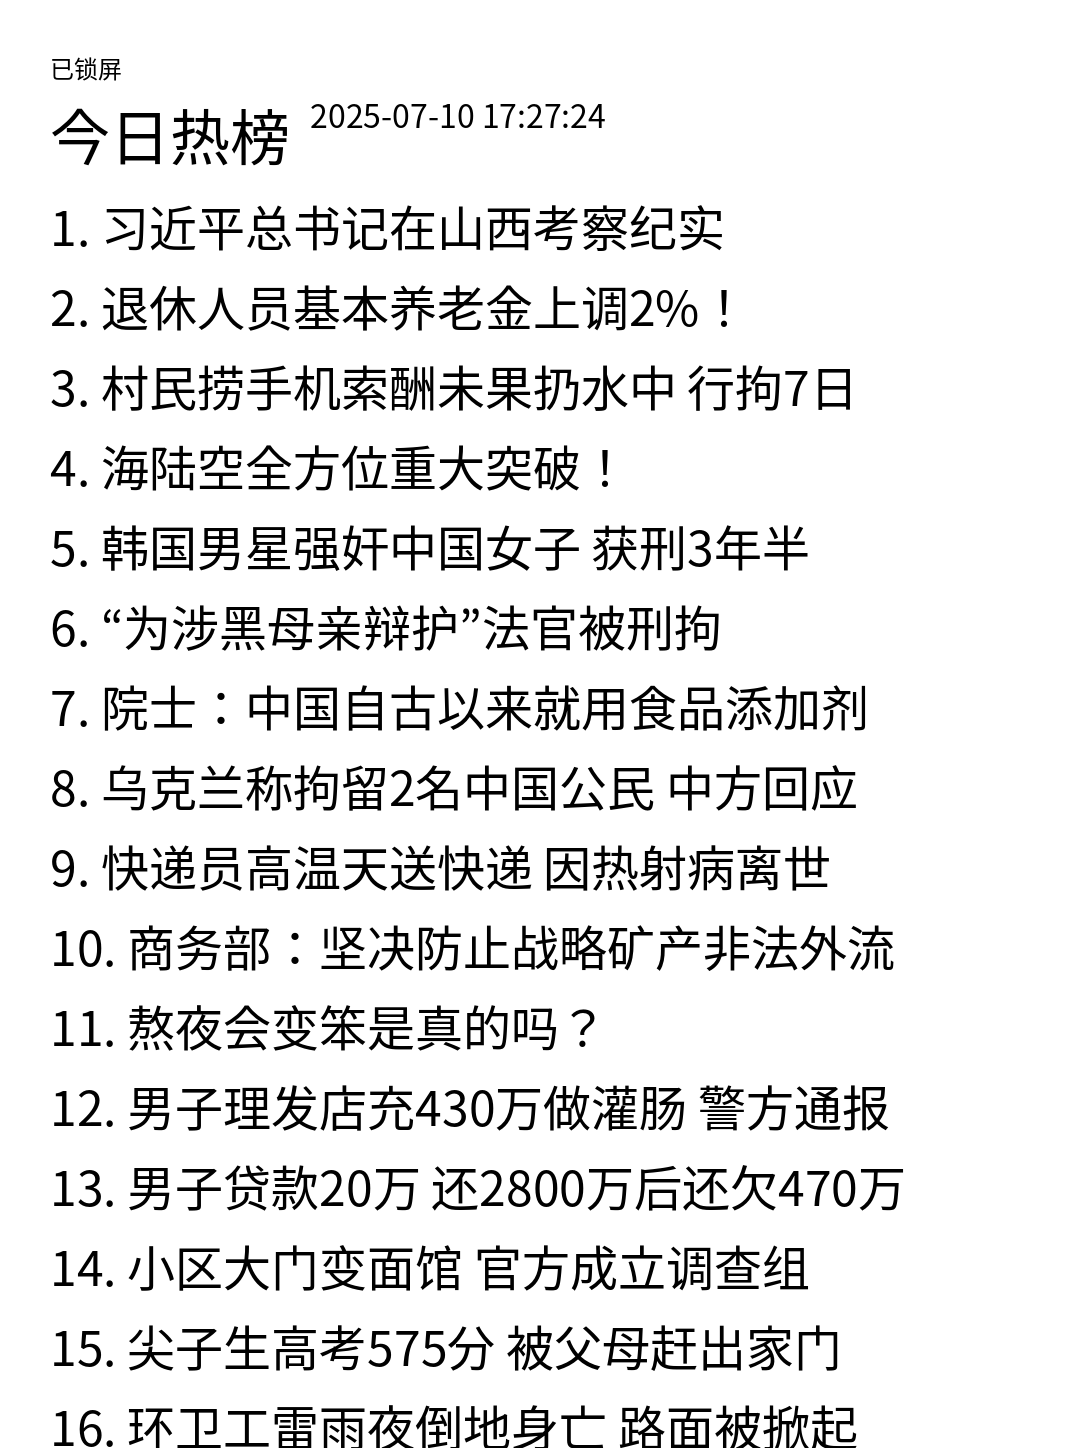 已锁屏
今日热榜 2025-07-10 17:27:24
1. 习近平总书记在山西考察纪实
2. 退休人员基本养老金上调2%！
3. 村民捞手机索酬未果扔水中 行拘7日
4. 海陆空全方位重大突破！
5. 韩国男星强奸中国女子 获刑3年半
6. “为涉黑母亲辩护”法官被刑拘
7. 院士：中国自古以来就用食品添加剂
8. 乌克兰称拘留2名中国公民 中方回应
9. 快递员高温天送快递 因热射病离世
10. 商务部：坚决防止战略矿产非法外流
11. 熬夜会变笨是真的吗？
12. 男子理发店充430万做灌肠 警方通报
13. 男子贷款20万 还2800万后还欠470万
14. 小区大门变面馆 官方成立调查组
15. 尖子生高考575分 被父母赶出家门
16. 环卫工雷雨夜倒地身亡 路面被掀起